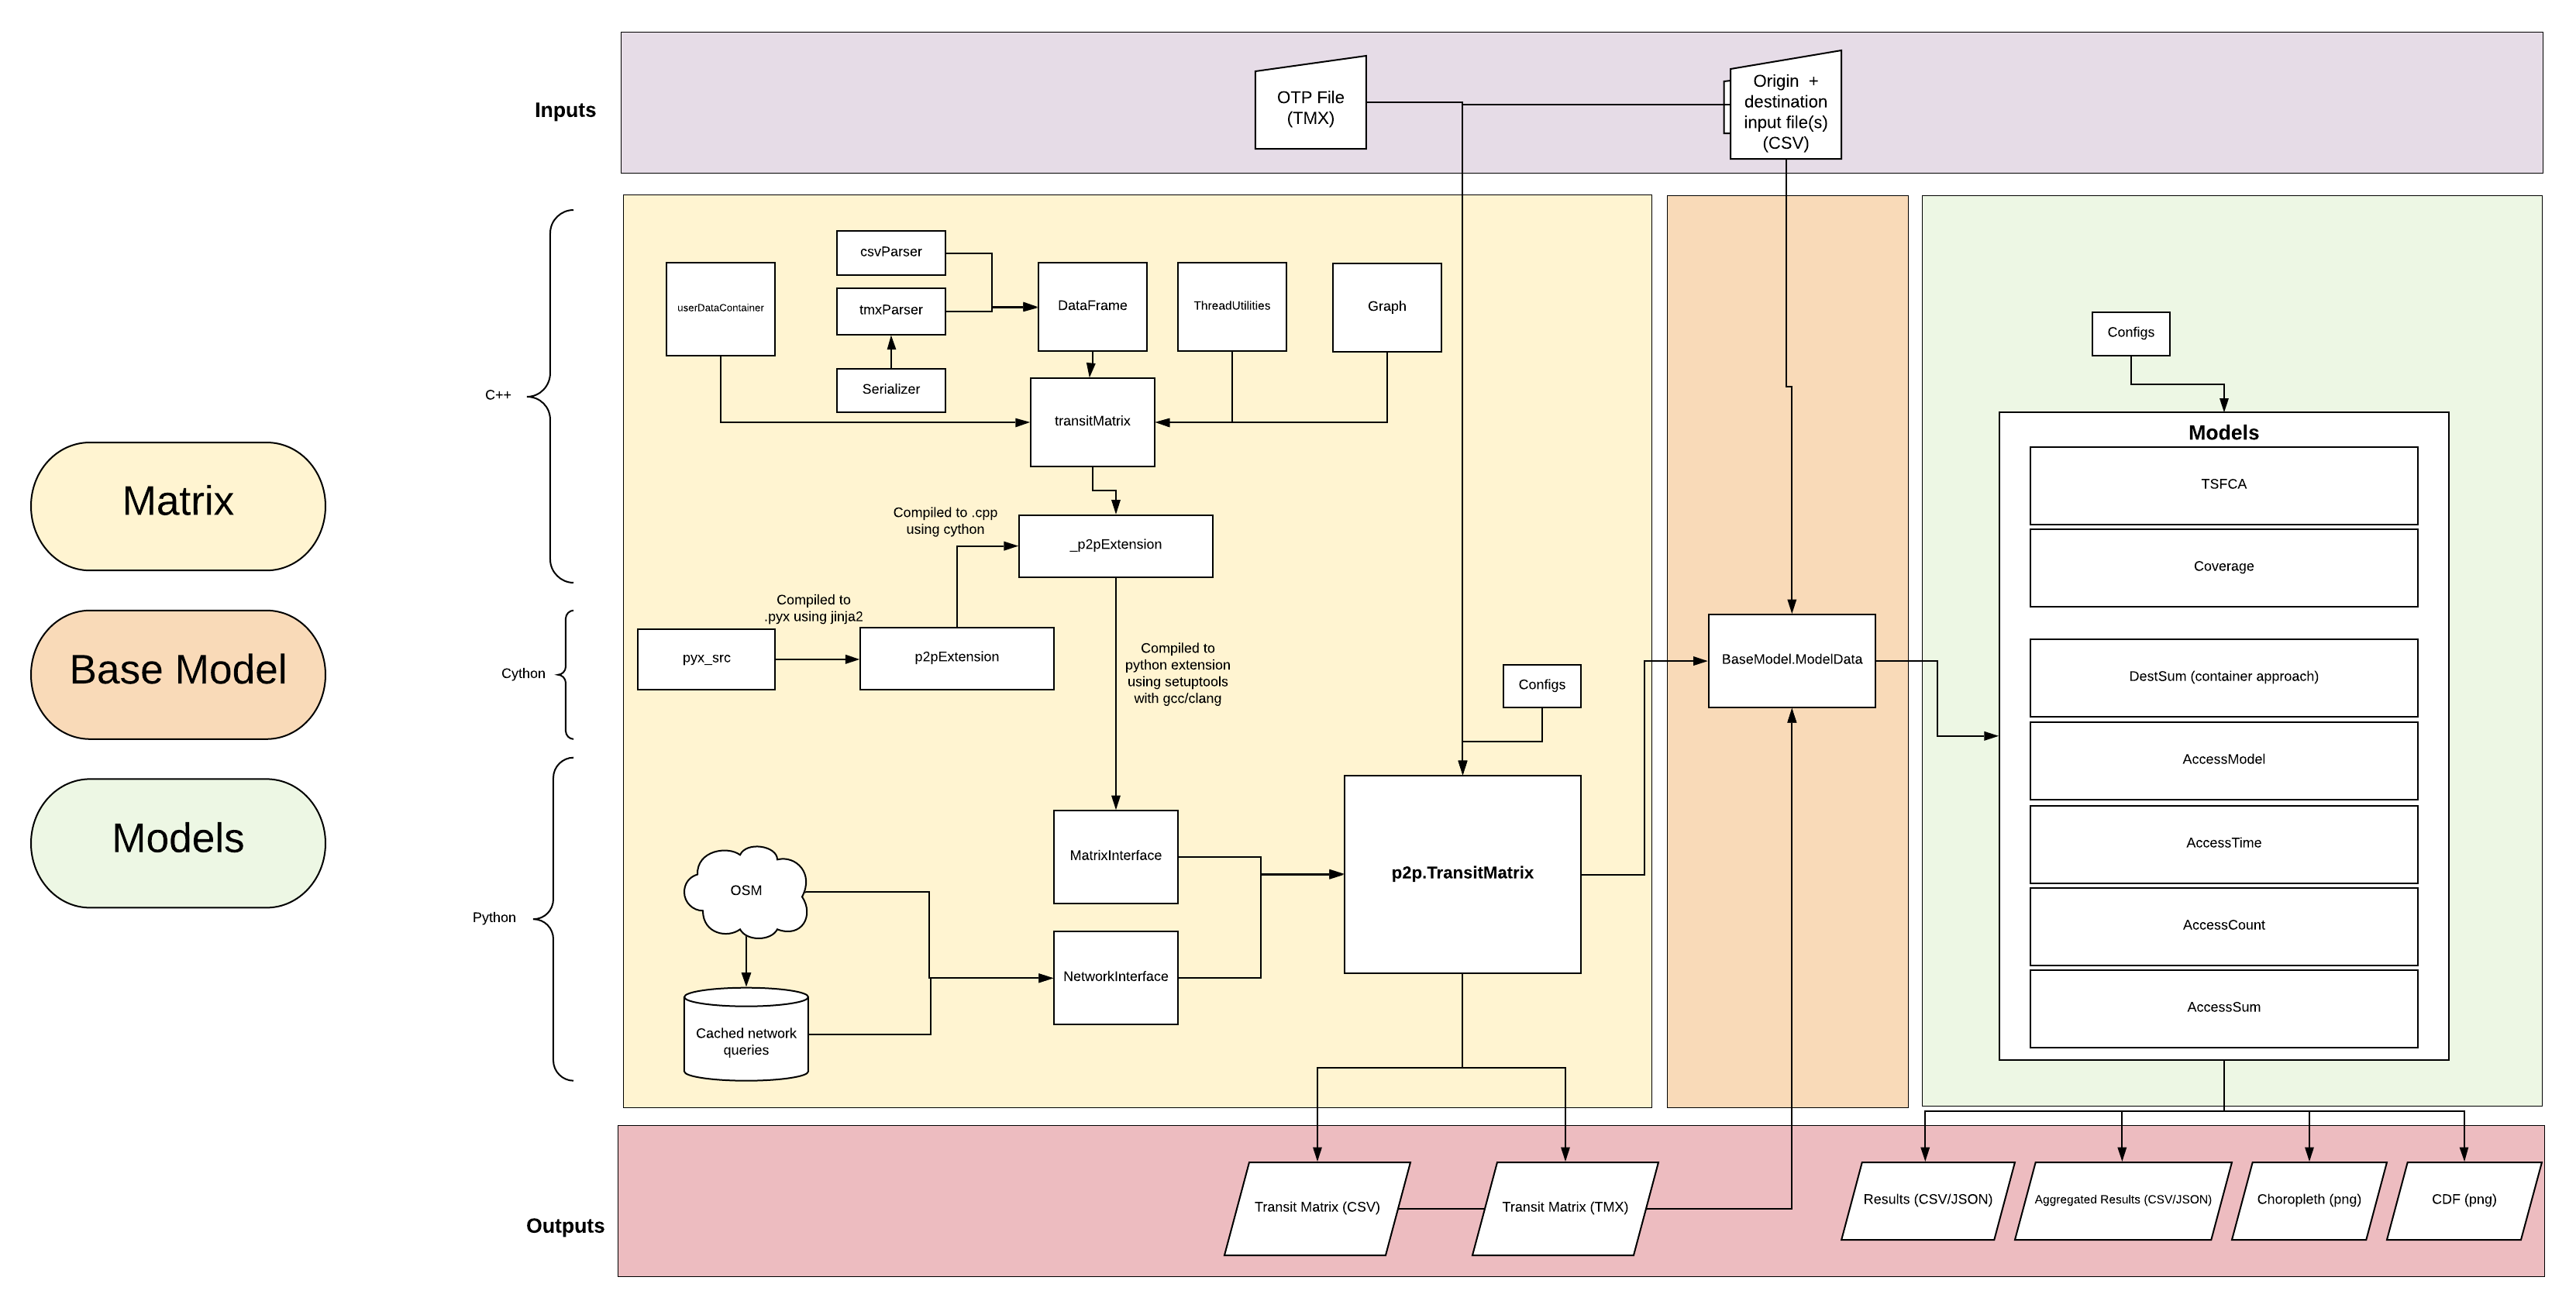 Inputs
OTP File
(TMX)
Origin +
destination
input file(s)
(CSV)
C++
Cython
Python
Matrix
Base Model
Models
userDataContainer
csvParser
tmxParser
Serializer
DataFrame
ThreadUtilities
Graph
transitMatrix
Compiled to .cpp
using cython
_p2pExtension
Compiled to
.pyx using jinja2
pyx_src
p2pExtension
Compiled to
python extension
using setuptools
with gcc/clang
Configs
MatrixInterface
OSM
NetworkInterface
Cached network
queries
p2p.TransitMatrix
BaseModel.ModelData
Configs
Models
TSFCA
Coverage
DestSum (container approach)
AccessModel
AccessTime
AccessCount
AccessSum
Outputs
Transit Matrix (CSV)
Transit Matrix (TMX)
Results (CSV/JSON)
Aggregated Results (CSV/JSON)
Choropleth (png)
CDF (png)